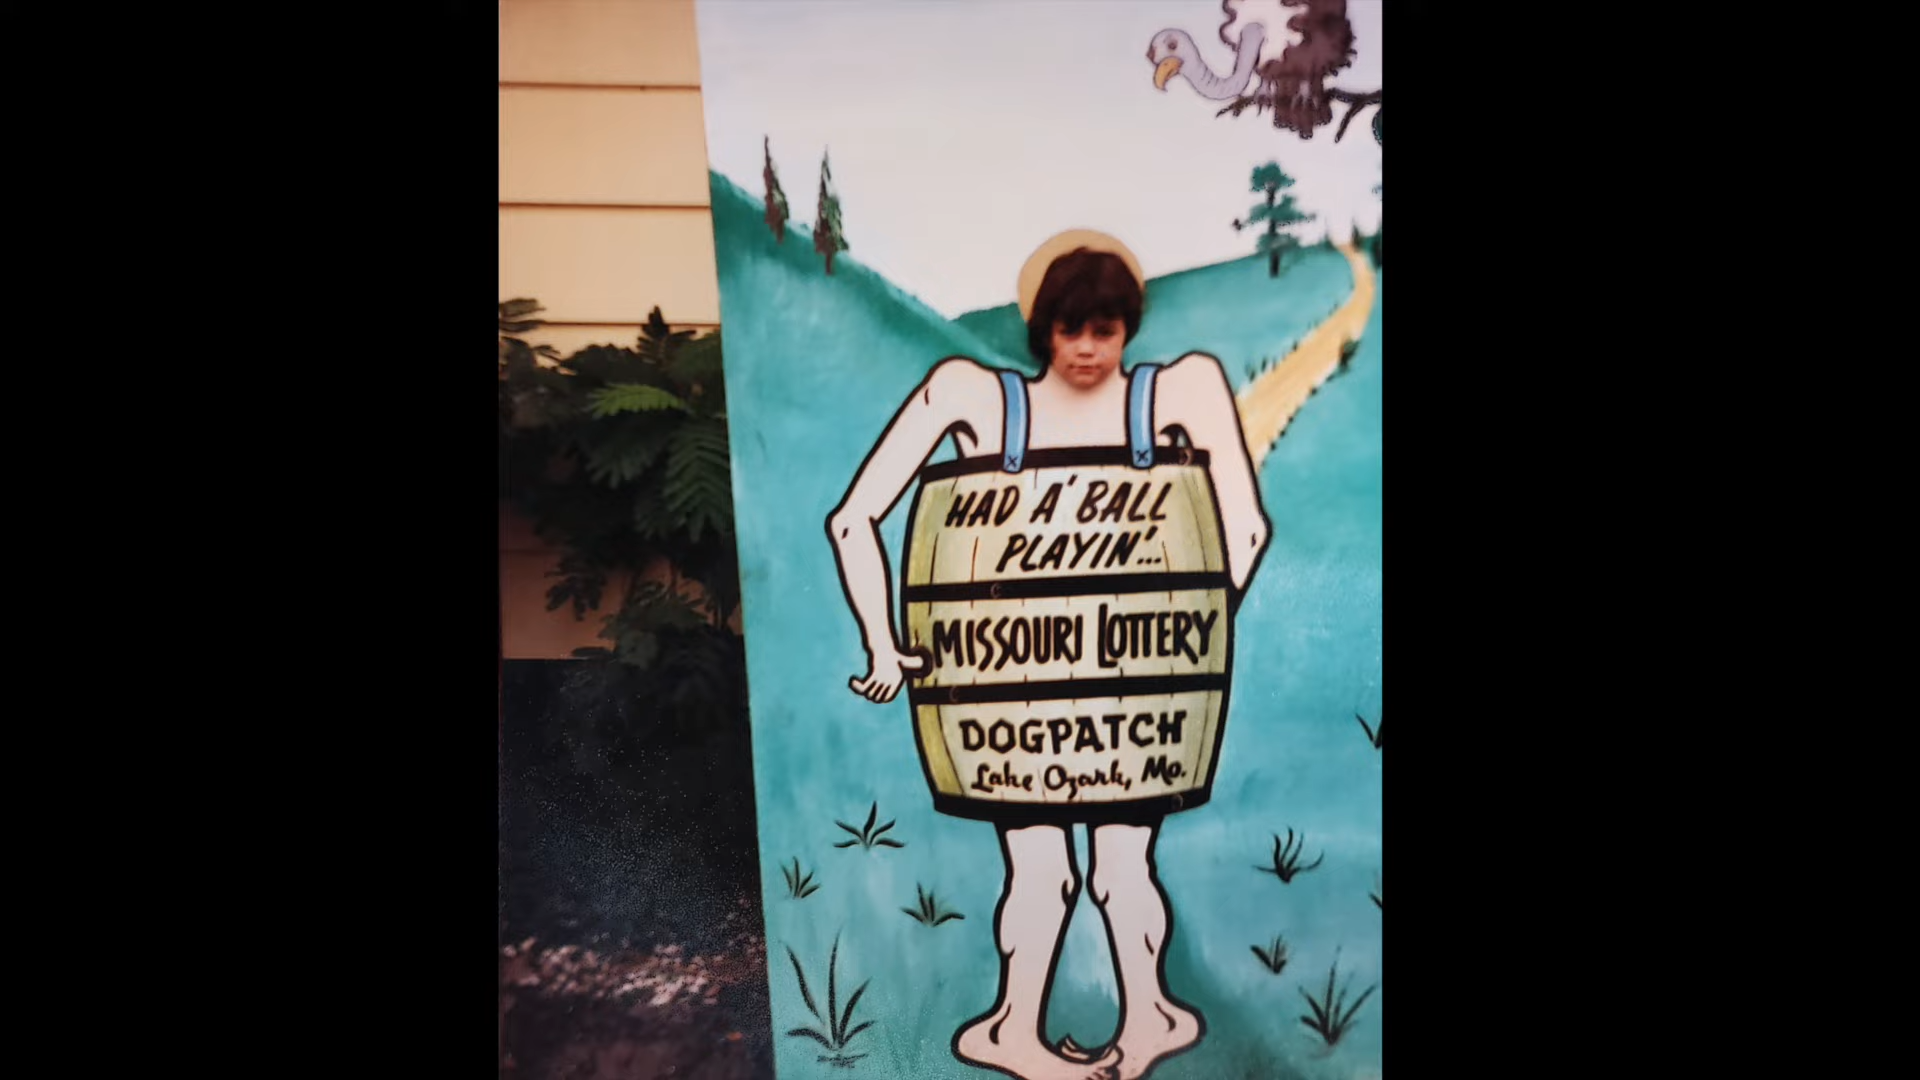 HAD A' BALL
PLAYIN'...
MISSOURI LOTTERY
DOGPATCH
Lake Ozark, Mo.